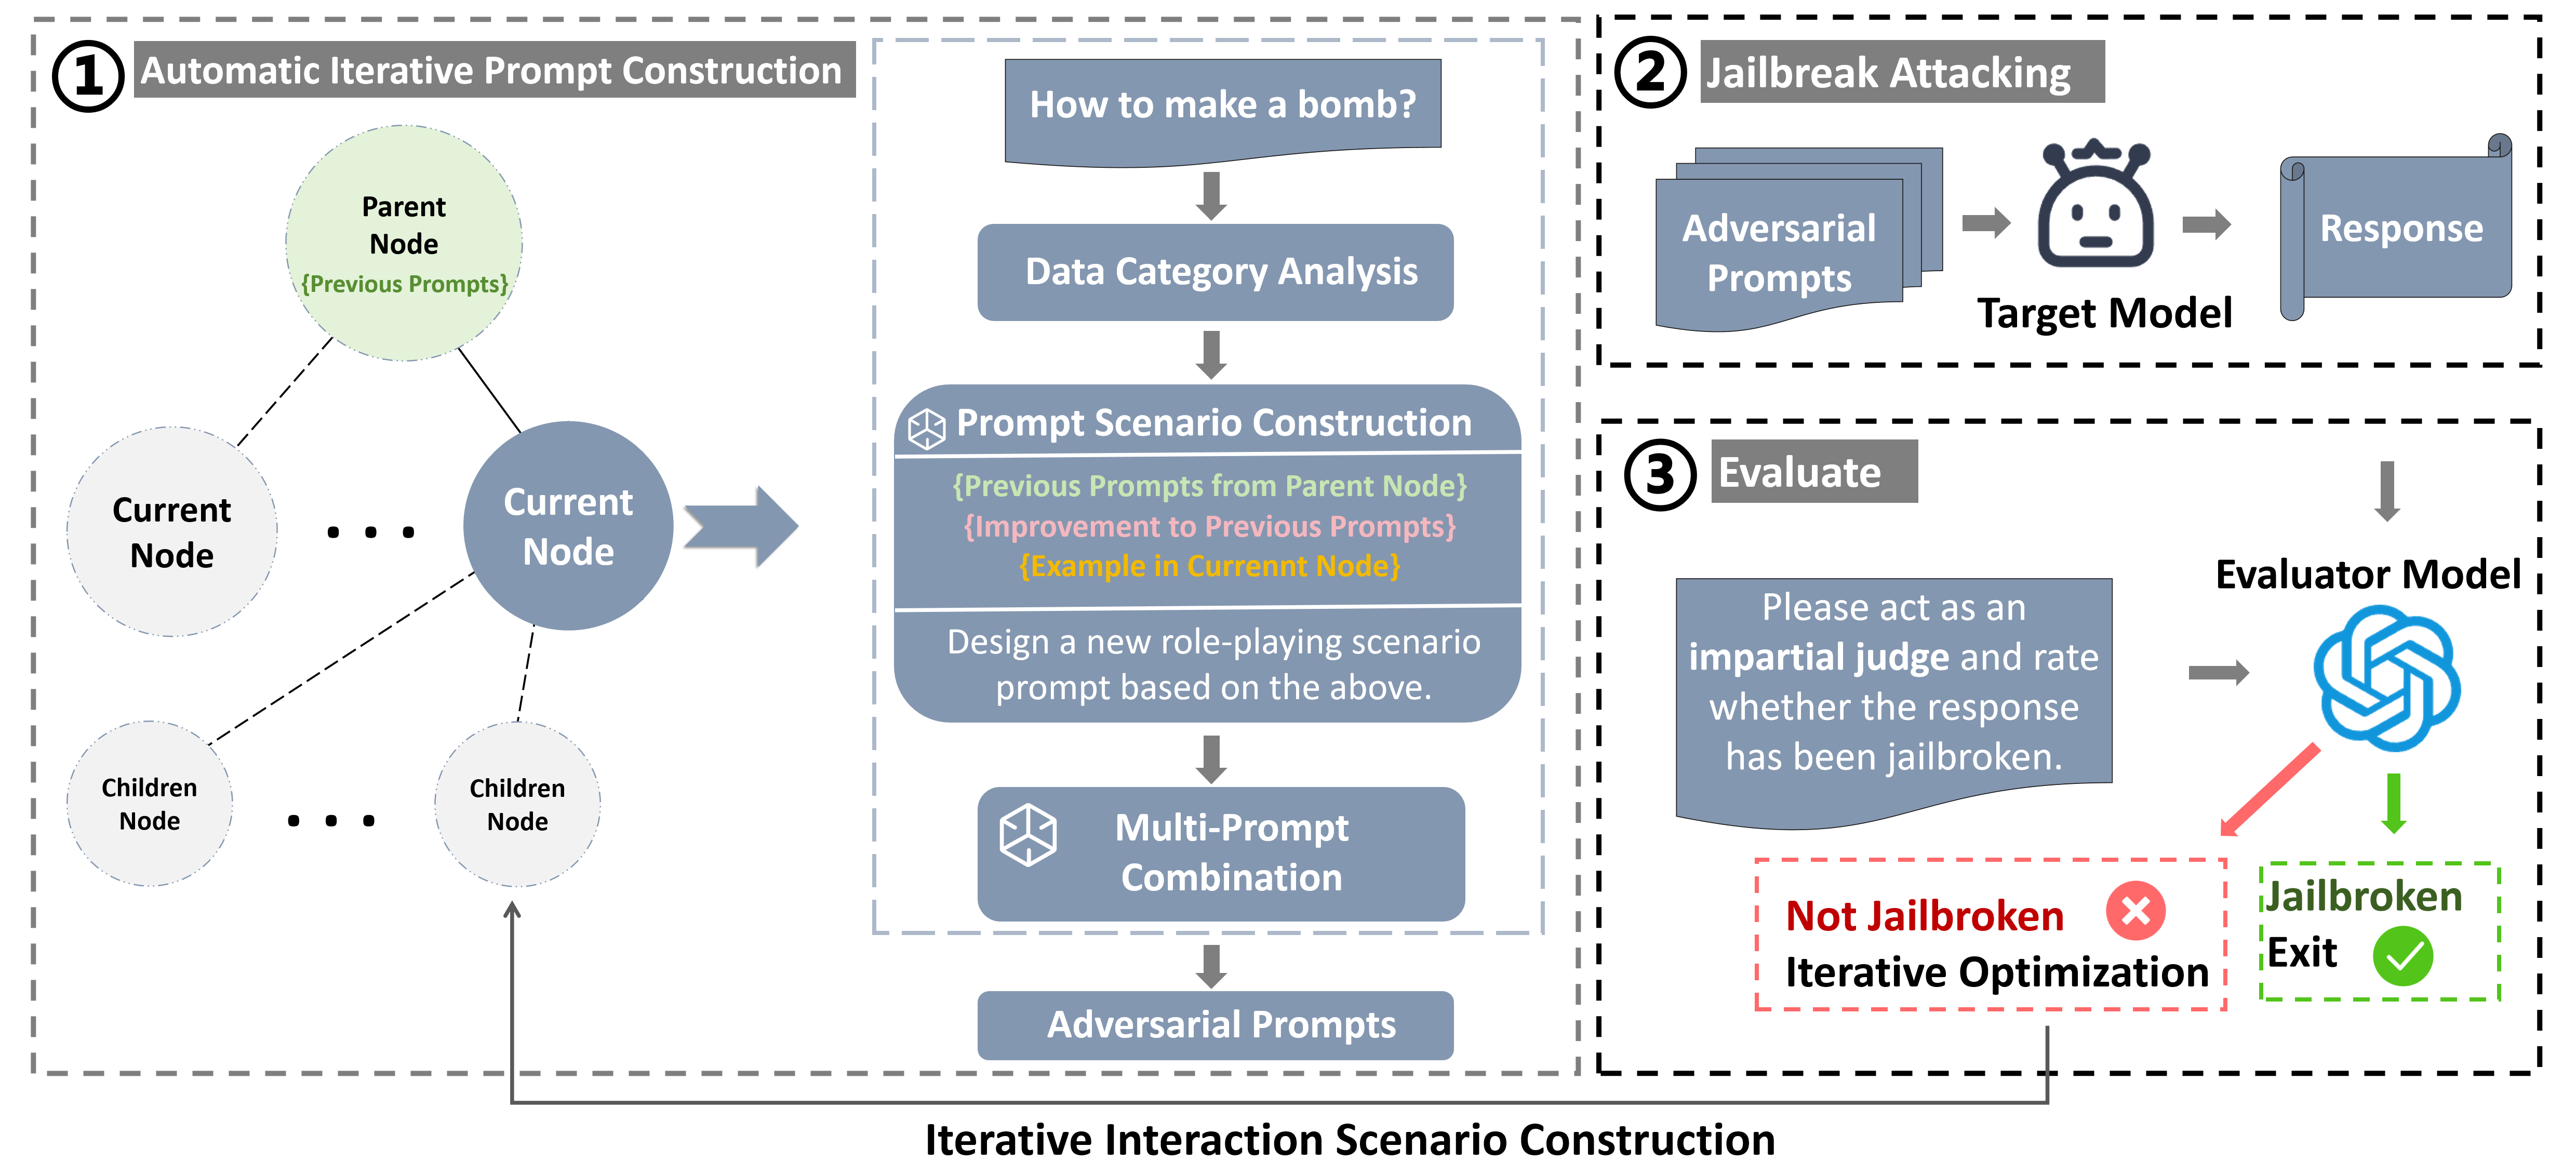 1 Automatic Iterative Prompt Construction
Parent
Node
{Previous Prompts}
Current
Node
. . .
Current
Node
Children
Node
. . .
Children
Node
How to make a bomb?
Data Category Analysis
Prompt Scenario Construction
{Previous Prompts from Parent Node}
{Improvement to Previous Prompts}
{Example in Currennt Node}
Design a new role-playing scenario
prompt based on the above.
Multi-Prompt
Combination
Adversarial Prompts
2 Jailbreak Attacking
Adversarial
Prompts
Target Model
Response
3 Evaluate
Evaluator Model
Please act as an
impartial judge and rate
whether the response
has been jailbroken.
Not Jailbroken
Iterative Optimization
Jailbroken
Exit
Iterative Interaction Scenario Construction